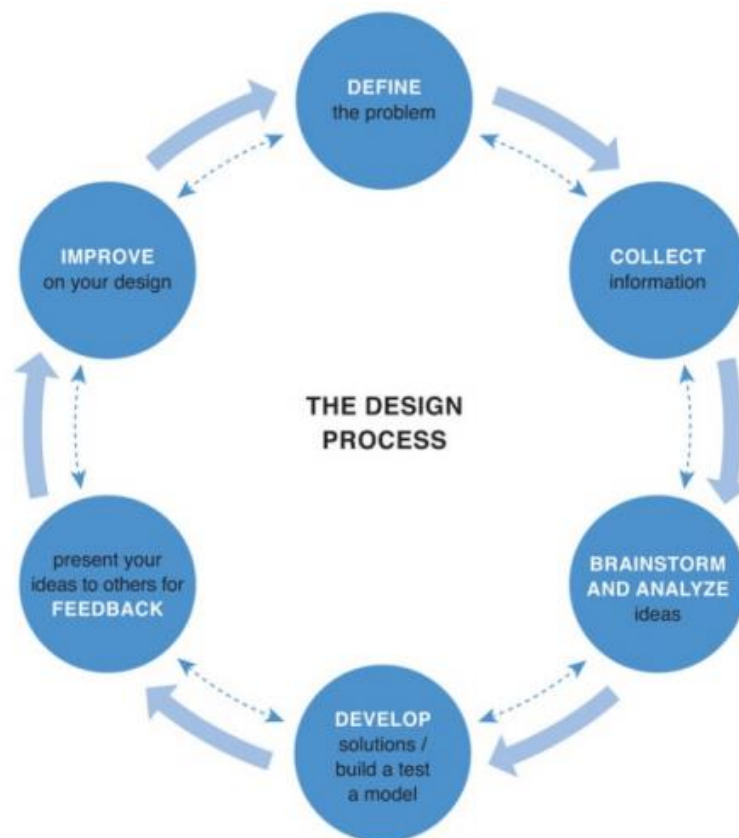 DEFINE
the problem
COLLECT
information
BRAINSTORM
AND ANALYZE
ideas
DEVELOP
solutions /
build a test
a model
present your
ideas to others for
FEEDBACK
IMPROVE
on your design
THE DESIGN
PROCESS